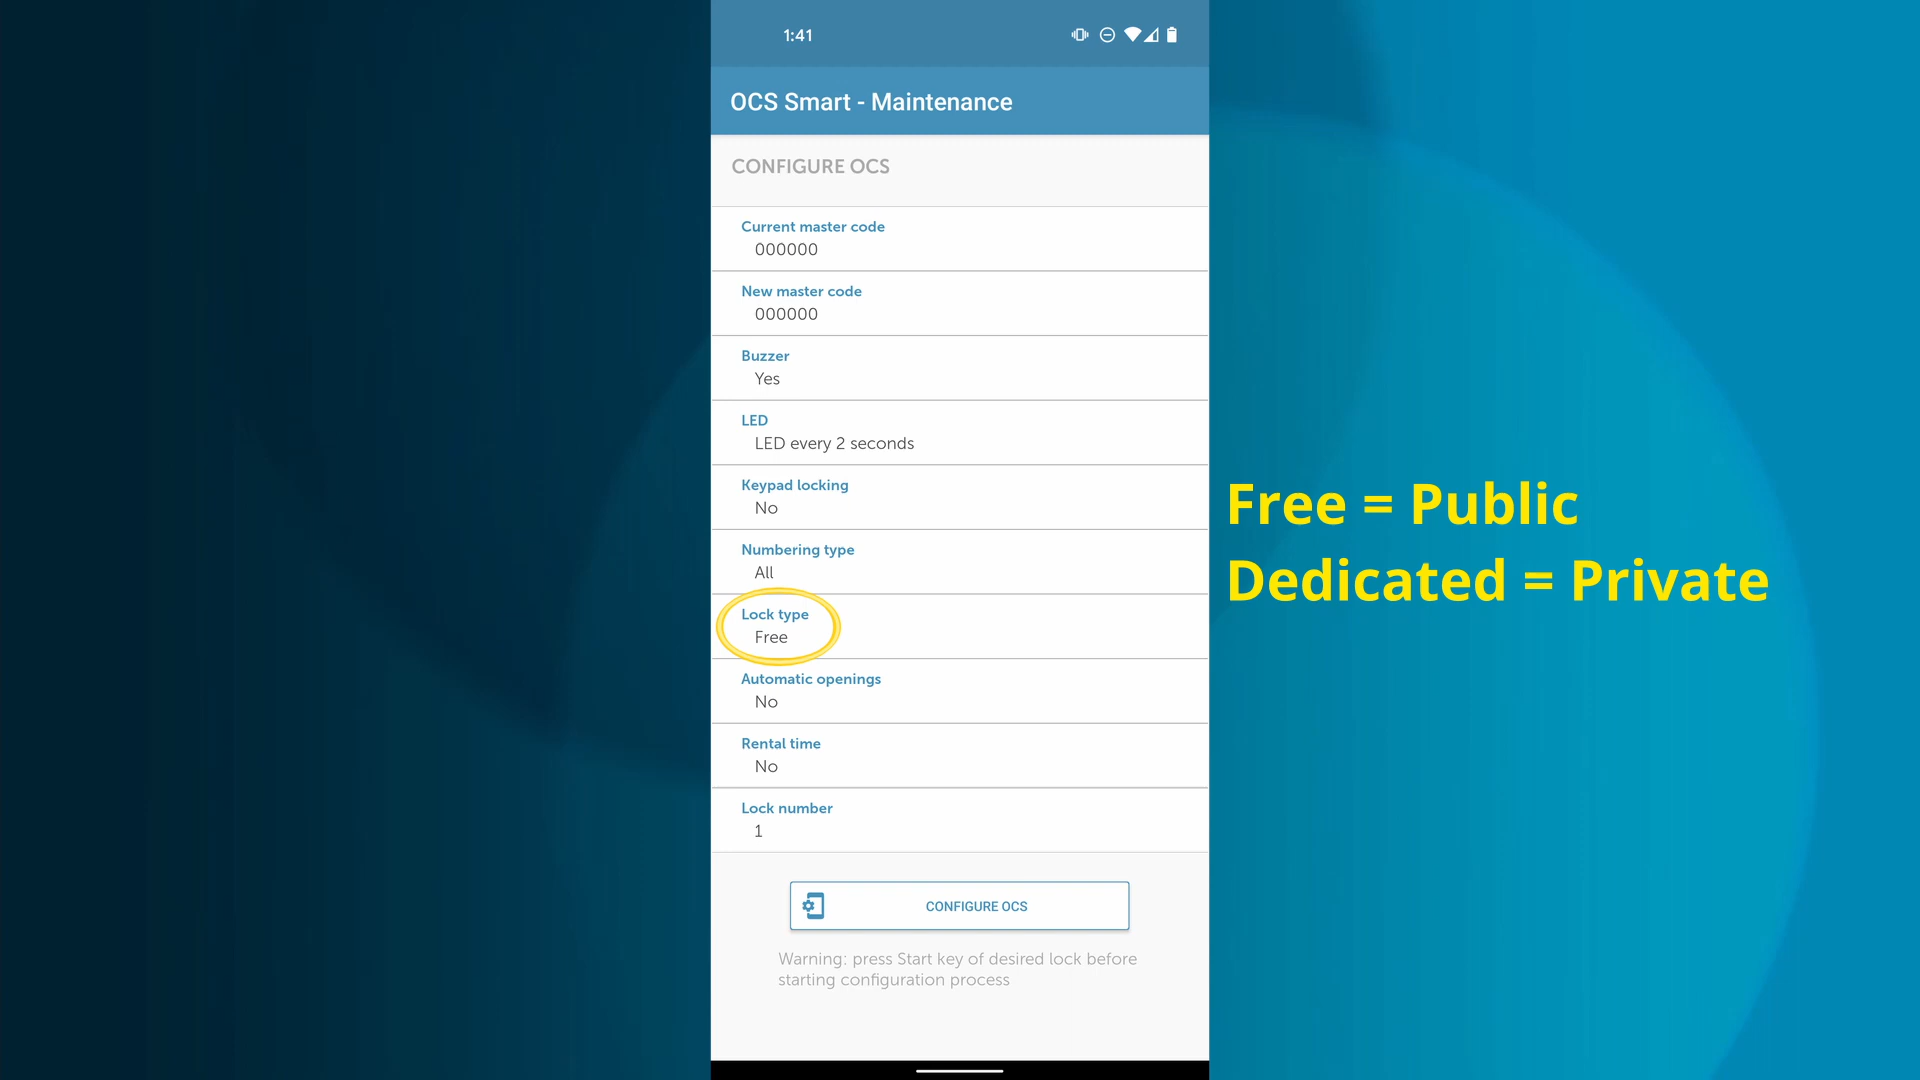 1:41
OCS Smart - Maintenance
CONFIGURE OCS
Current master code
000000
New master code
000000
Buzzer
Yes
LED
LED every 2 seconds
Keypad locking
No
Numbering type
All
Lock type
Free
Automatic openings
No
Rental time
No
Lock number
1
CONFIGURE OCS
Warning: press Start key of desired lock before
starting configuration process
Free = Public
Dedicated = Private